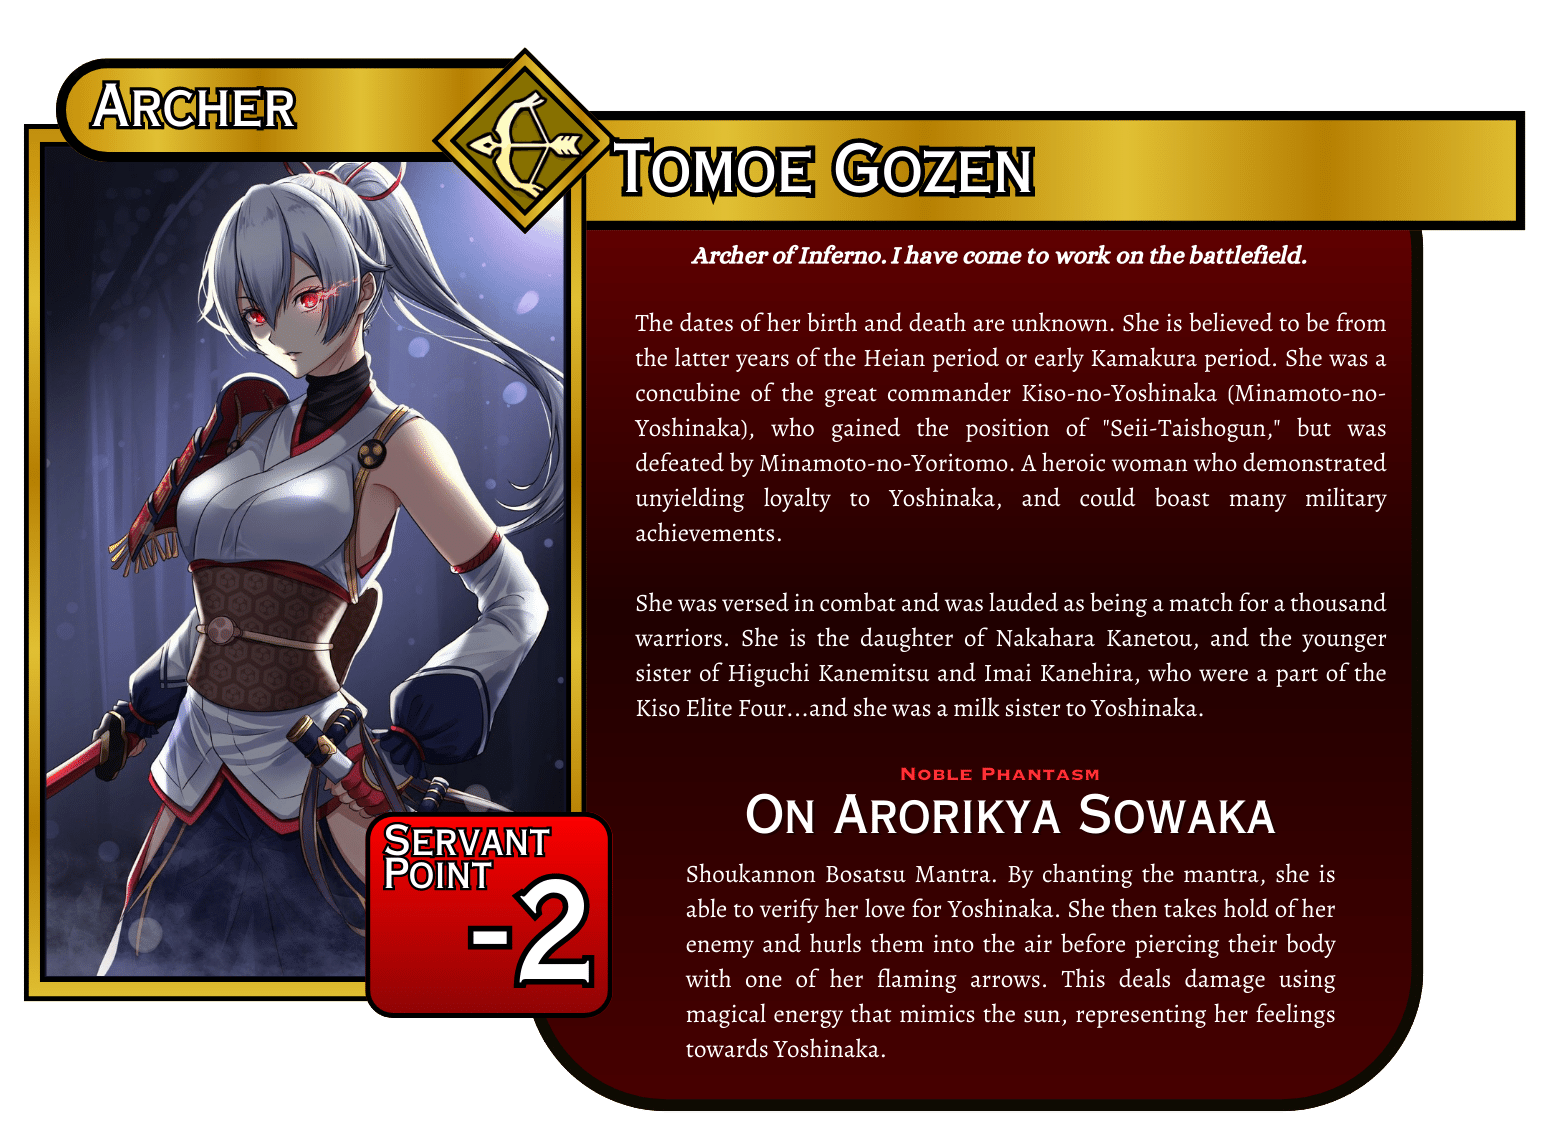 Archer
Tomoe Gozen
Archer of Inferno. I have come to work on the battlefield.
The dates of her birth and death are unknown. She is believed to be from
the latter years of the Heian period or early Kamakura period. She was a
concubine of the great commander Kiso-no-Yoshinaka (Minamoto-no-
Yoshinaka), who gained the position of "Seii-Taishogun," but was
defeated by Minamoto-no-Yoritomo. A heroic woman who demonstrated
unyielding loyalty to Yoshinaka, and could boast many military
achievements.
She was versed in combat and was lauded as being a match for a thousand
warriors. She is the daughter of Nakahara Kanetou, and the younger
sister of Higuchi Kanemitsu and Imai Kanehira, who were a part of the
Kiso Elite Four...and she was a milk sister to Yoshinaka.
Noble Phantasm
On Arorikya Sowaka
Shoukannon Bosatsu Mantra. By chanting the mantra, she is
able to verify her love for Yoshinaka. She then takes hold of her
enemy and hurls them into the air before piercing their body
with one of her flaming arrows. This deals damage using
magical energy that mimics the sun, representing her feelings
towards Yoshinaka.
Servant
Point
-2